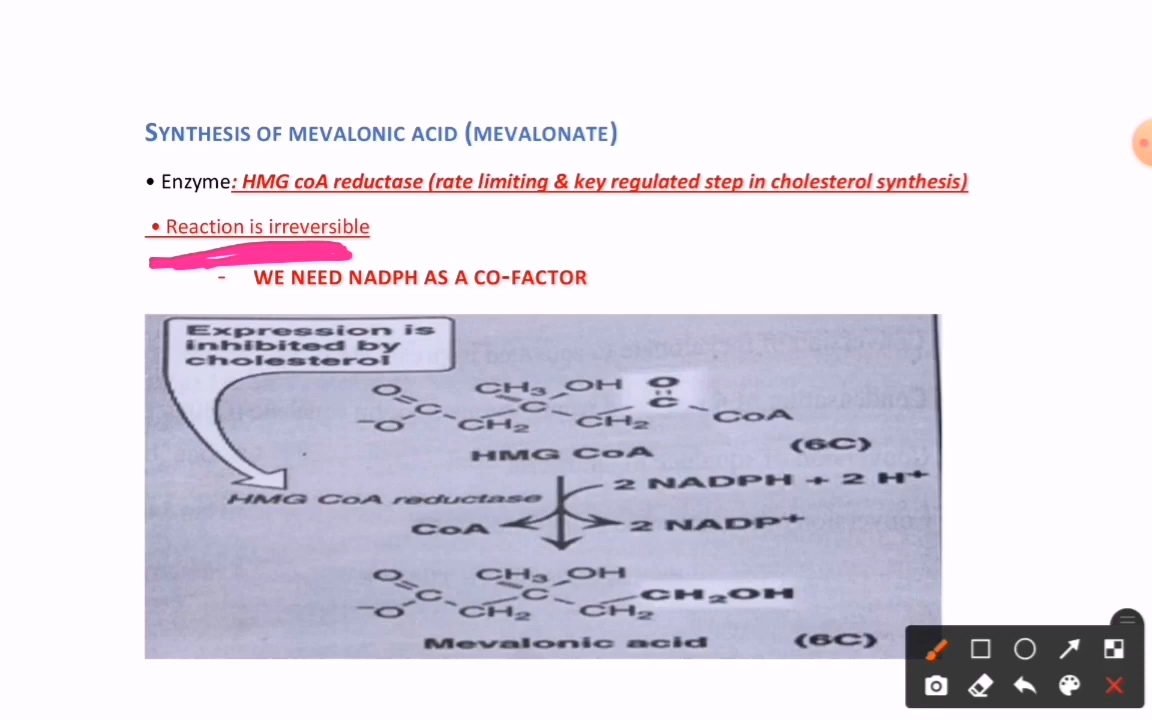 SYNTHESIS OF MEVALONIC ACID (MEVALONATE)
• Enzyme: HMG coA reductase (rate limiting & key regulated step in cholesterol synthesis)
• Reaction is irreversible
- WE NEED NADPH AS A CO-FACTOR
Expression is
inhibited by
cholesterol
O CH₃ OH O
C C C
⁻O CH₂ CH₂ CoA
HMG CoA (6C)
HMG CoA reductase 2 NADPH + 2 H⁺
CoA 2 NADP⁺
O CH₃ OH
C C CH₂OH
⁻O CH₂ CH₂
Mevalonic acid (6C)